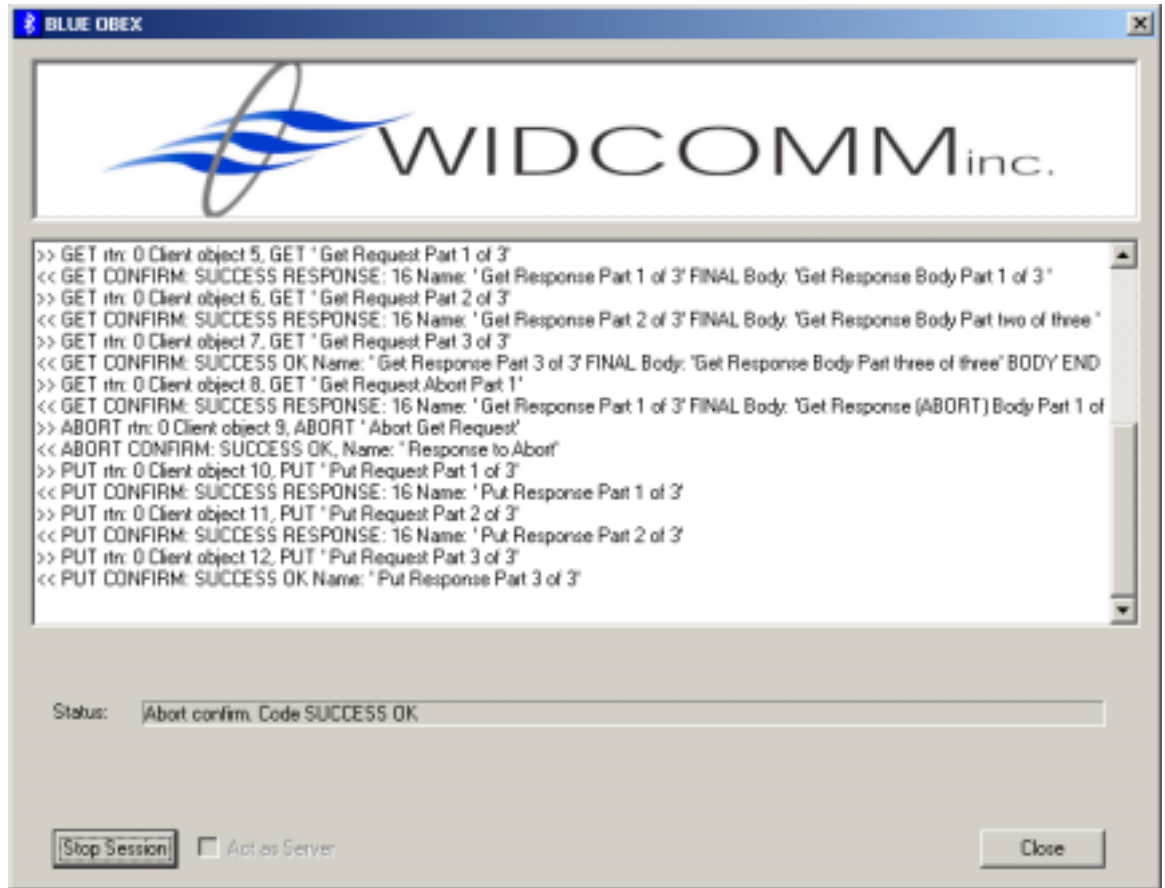 BLUE OBEX
WIDCOMM inc.
>> GET rtn: 0 Client object 5, GET ' Get Request Part 1 of 3'
<< GET CONFIRM: SUCCESS RESPONSE: 16 Name: ' Get Response Part 1 of 3' FINAL Body: 'Get Response Body Part 1 of 3 '
>> GET rtn: 0 Client object 6, GET ' Get Request Part 2 of 3'
<< GET CONFIRM: SUCCESS RESPONSE: 16 Name: ' Get Response Part 2 of 3' FINAL Body: 'Get Response Body Part two of three '
>> GET rtn: 0 Client object 7, GET ' Get Request Part 3 of 3'
<< GET CONFIRM: SUCCESS OK Name: ' Get Response Part 3 of 3' FINAL Body: 'Get Response Body Part three of three' BODY END
>> GET rtn: 0 Client object 8, GET ' Get Request Abort Part 1'
<< GET CONFIRM: SUCCESS RESPONSE: 16 Name: ' Get Response Part 1 of 3' FINAL Body: 'Get Response (ABORT) Body Part 1 of
>> ABORT rtn: 0 Client object 9, ABORT ' Abort Get Request'
<< ABORT CONFIRM: SUCCESS OK, Name: ' Response to Abort'
>> PUT rtn: 0 Client object 10, PUT ' Put Request Part 1 of 3'
<< PUT CONFIRM: SUCCESS RESPONSE: 16 Name: ' Put Response Part 1 of 3'
>> PUT rtn: 0 Client object 11, PUT ' Put Request Part 2 of 3'
<< PUT CONFIRM: SUCCESS RESPONSE: 16 Name: ' Put Response Part 2 of 3'
>> PUT rtn: 0 Client object 12, PUT ' Put Request Part 3 of 3'
<< PUT CONFIRM: SUCCESS OK Name: ' Put Response Part 3 of 3'
Status: Abort confirm. Code SUCCESS OK
Stop Session Act as Server Close